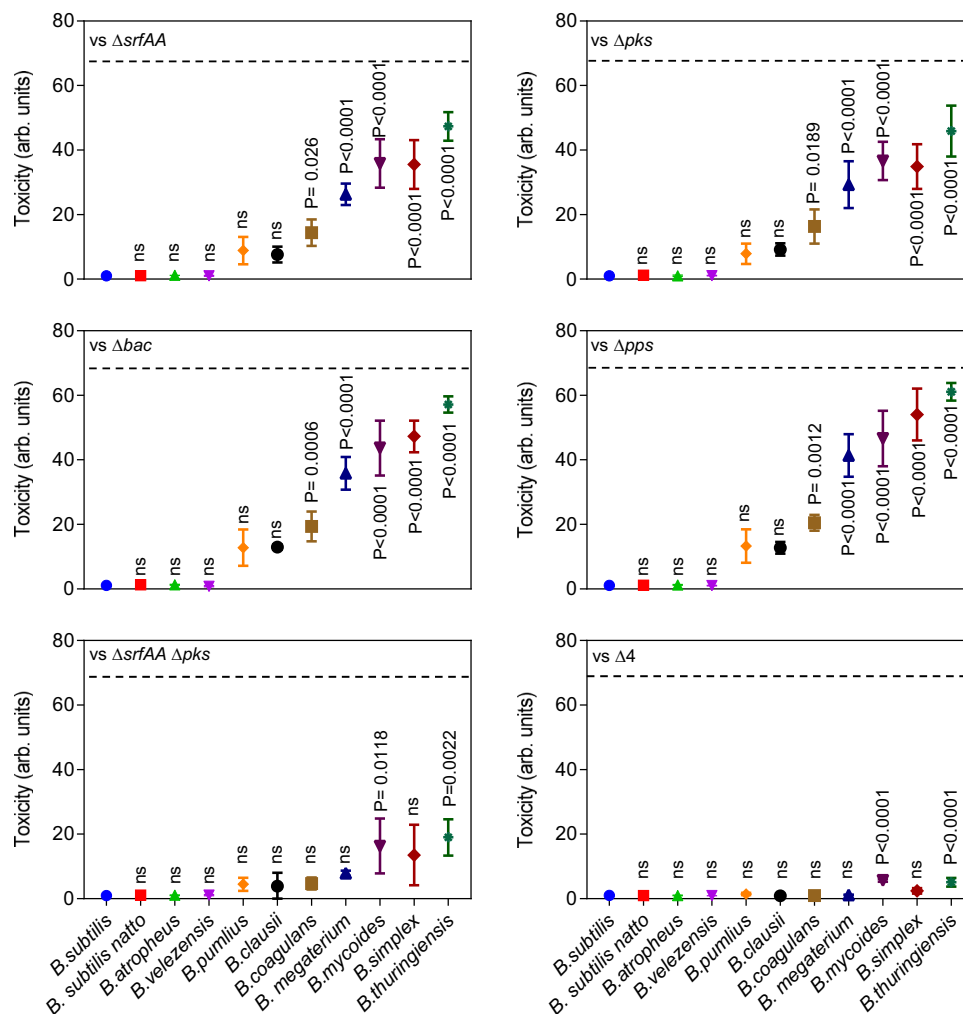 vs ΔsrfAA
Toxicity (arb. units)
80
60
40
20
0
ns
ns
ns
ns
ns
P= 0.026
P<0.0001
P<0.0001
P<0.0001
P<0.0001
vs Δpks
Toxicity (arb. units)
80
60
40
20
0
ns
ns
ns
ns
ns
P= 0.0189
P<0.0001
P<0.0001
P<0.0001
P<0.0001
vs Δbac
Toxicity (arb. units)
80
60
40
20
0
ns
ns
ns
ns
ns
P= 0.0006
P<0.0001
P<0.0001
P<0.0001
P<0.0001
vs Δpps
Toxicity (arb. units)
80
60
40
20
0
ns
ns
ns
ns
ns
P= 0.0012
P<0.0001
P<0.0001
P<0.0001
P<0.0001
vs ΔsrfAA Δpks
Toxicity (arb. units)
80
60
40
20
0
ns
ns
ns
ns
ns
ns
ns
P= 0.0118
ns
P=0.0022
B.subtilis
B. subtilis natto
B.atropheus
B.velezensis
B.pumlius
B.clausii
B.coagulans
B. megaterium
B.mycoides
B.simplex
B.thuringiensis
vs Δ4
Toxicity (arb. units)
80
60
40
20
0
ns
ns
ns
ns
ns
ns
ns
P<0.0001
ns
P<0.0001
B.subtilis
B. subtilis natto
B.atropheus
B.velezensis
B.pumlius
B.clausii
B.coagulans
B. megaterium
B.mycoides
B.simplex
B.thuringiensis